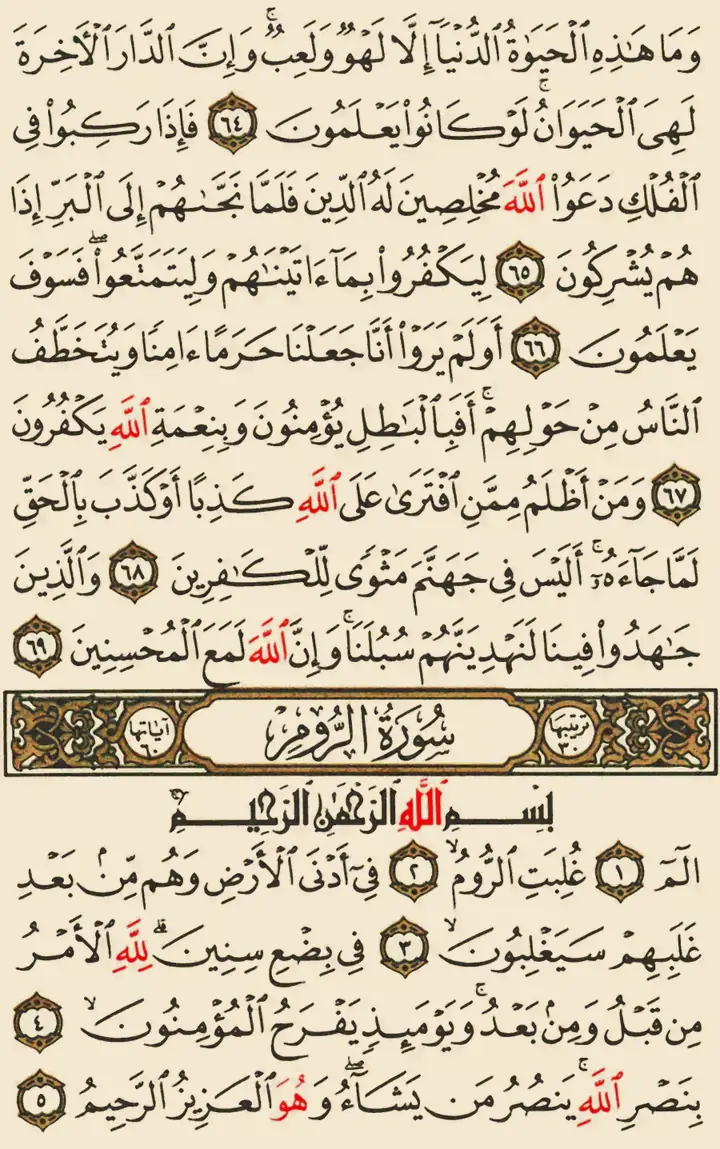 وَمَا هَٰذِهِ ٱلْحَيَوٰةُ ٱلدُّنْيَآ إِلَّا لَهْوٌ وَلَعِبٌ ۚ وَإِنَّ ٱلدَّارَ ٱلْأَخِرَةَ
لَهِىَ ٱلْحَيَوَانُ ۚ لَوْ كَانُوا۟ يَعْلَمُونَ ٦٤ فَإِذَا رَكِبُوا۟ فِى
ٱلْفُلْكِ دَعَوُا۟ ٱللَّهَ مُخْلِصِينَ لَهُ ٱلدِّينَ فَلَمَّا نَجَّىٰهُمْ إِلَى ٱلْبَرِّ إِذَا
هُمْ يُشْرِكُونَ ٦٥ لِيَكْفُرُوا۟ بِمَآ ءَاتَيْنَٰهُمْ وَلِيَتَمَتَّعُوا۟ ۖ فَسَوْفَ
يَعْلَمُونَ ٦٦ أَوَلَمْ يَرَوْا۟ أَنَّا جَعَلْنَا حَرَمًا ءَامِنًا وَيُتَخَطَّفُ
ٱلنَّاسُ مِنْ حَوْلِهِمْ ۚ أَفَبِٱلْبَٰطِلِ يُؤْمِنُونَ وَبِنِعْمَةِ ٱللَّهِ يَكْفُرُونَ
٦٧ وَمَنْ أَظْلَمُ مِمَّنِ ٱفْتَرَىٰ عَلَى ٱللَّهِ كَذِبًا أَوْ كَذَّبَ بِٱلْحَقِّ
لَمَّا جَآءَهُۥٓ ۚ أَلَيْسَ فِى جَهَنَّمَ مَثْوًى لِّلْكَٰفِرِينَ ٦٨ وَٱلَّذِينَ
جَٰهَدُوا۟ فِينَا لَنَهْدِيَنَّهُمْ سُبُلَنَا ۚ وَإِنَّ ٱللَّهَ لَمَعَ ٱلْمُحْسِنِينَ ٦٩
ترتيبها ٣٠ سُورَةُ ٱلرُّومِ آياتها ٦٠
بِسْمِ ٱللَّهِ ٱلرَّحْمَٰنِ ٱلرَّحِيمِ
الٓمٓ ١ غُلِبَتِ ٱلرُّومُ ۙ ٢ فِىٓ أَدْنَى ٱلْأَرْضِ وَهُم مِّنۢ بَعْدِ
غَلَبِهِمْ سَيَغْلِبُونَ ۙ ٣ فِى بِضْعِ سِنِينَ ۗ لِلَّهِ ٱلْأَمْرُ
مِن قَبْلُ وَمِنۢ بَعْدُ ۚ وَيَوْمَئِذٍ يَفْرَحُ ٱلْمُؤْمِنُونَ ۙ ٤
بِنَصْرِ ٱللَّهِ ۚ يَنصُرُ مَن يَشَآءُ ۖ وَهُوَ ٱلْعَزِيزُ ٱلرَّحِيمُ ٥